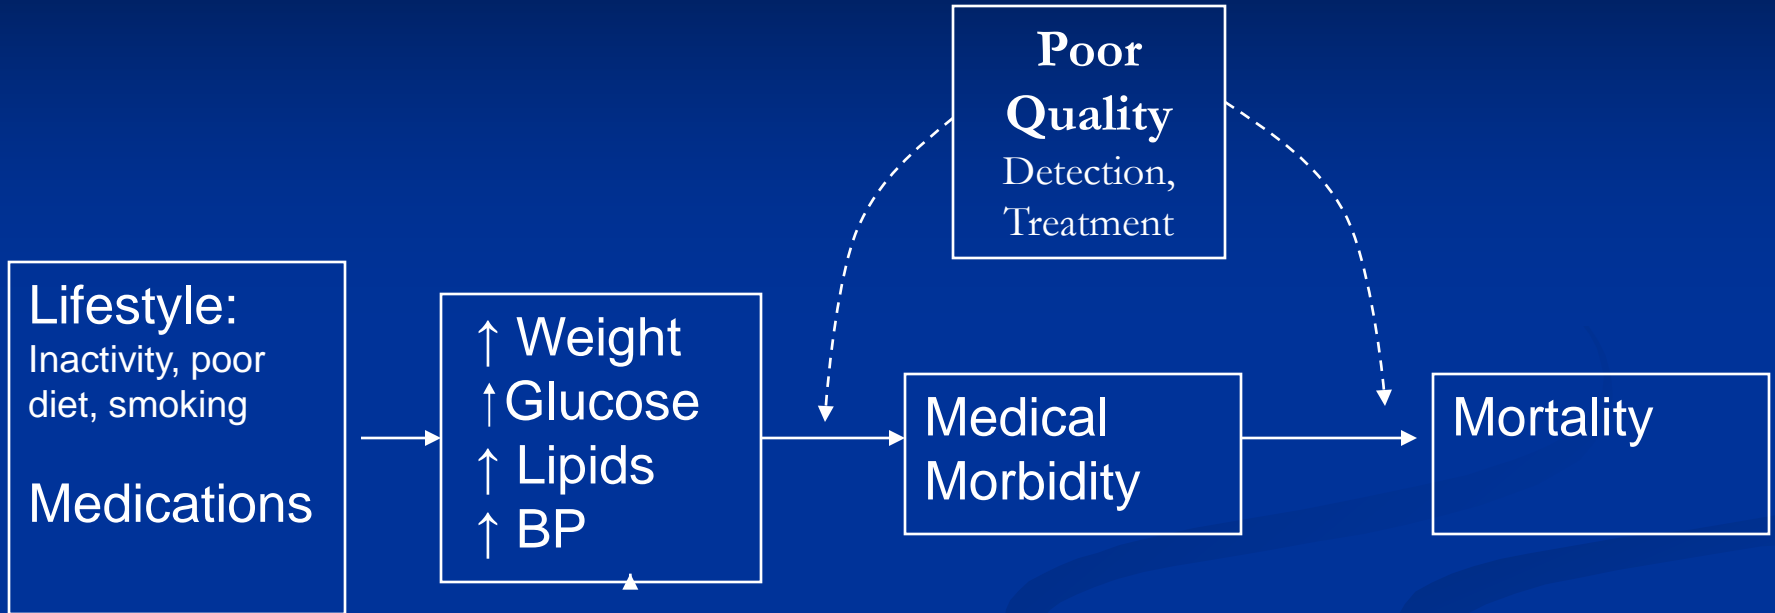 Poor
Quality
Detection,
Treatment
Lifestyle:
Inactivity, poor
diet, smoking
Medications
↑ Weight
↑Glucose
↑ Lipids
↑ BP
Medical
Morbidity
Mortality